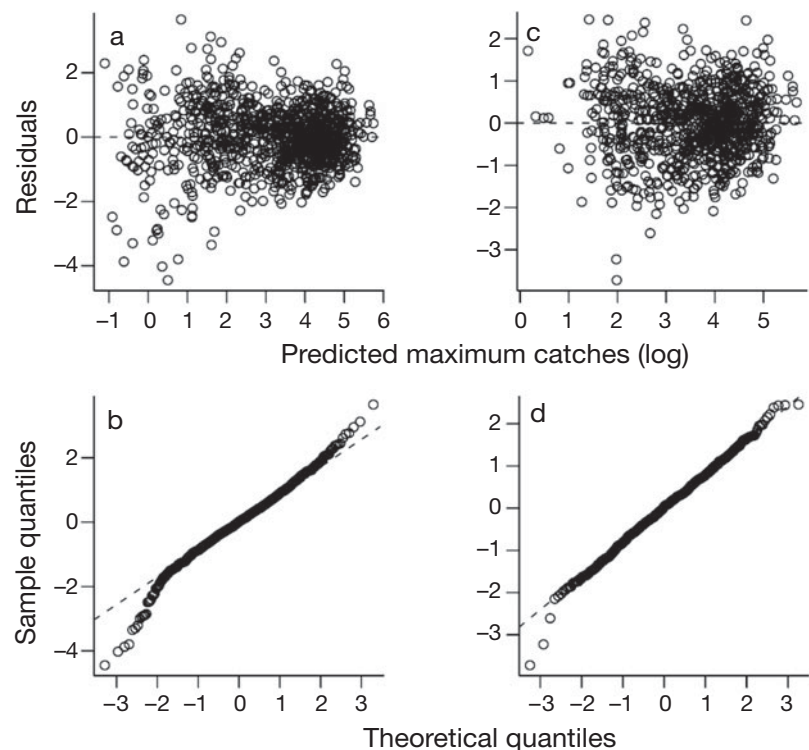 a
c
Residuals
2
0
−2
−4
2
1
0
−1
−2
−3
−1 0 1 2 3 4 5 6
0 1 2 3 4 5
Predicted maximum catches (log)
b
d
Sample quantiles
2
0
−2
−4
2
1
0
−1
−2
−3
−3 −2 −1 0 1 2 3
−3 −2 −1 0 1 2 3
Theoretical quantiles